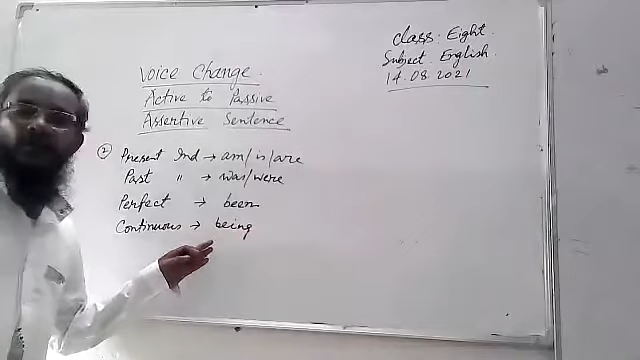 Class: Eight.
Subject: English.
14.08.2021
Voice Change.
Active to Passive
Assertive Sentence
② Present Ind → am/is/are
Past " → was/were
Perfect → been
Continuous → being